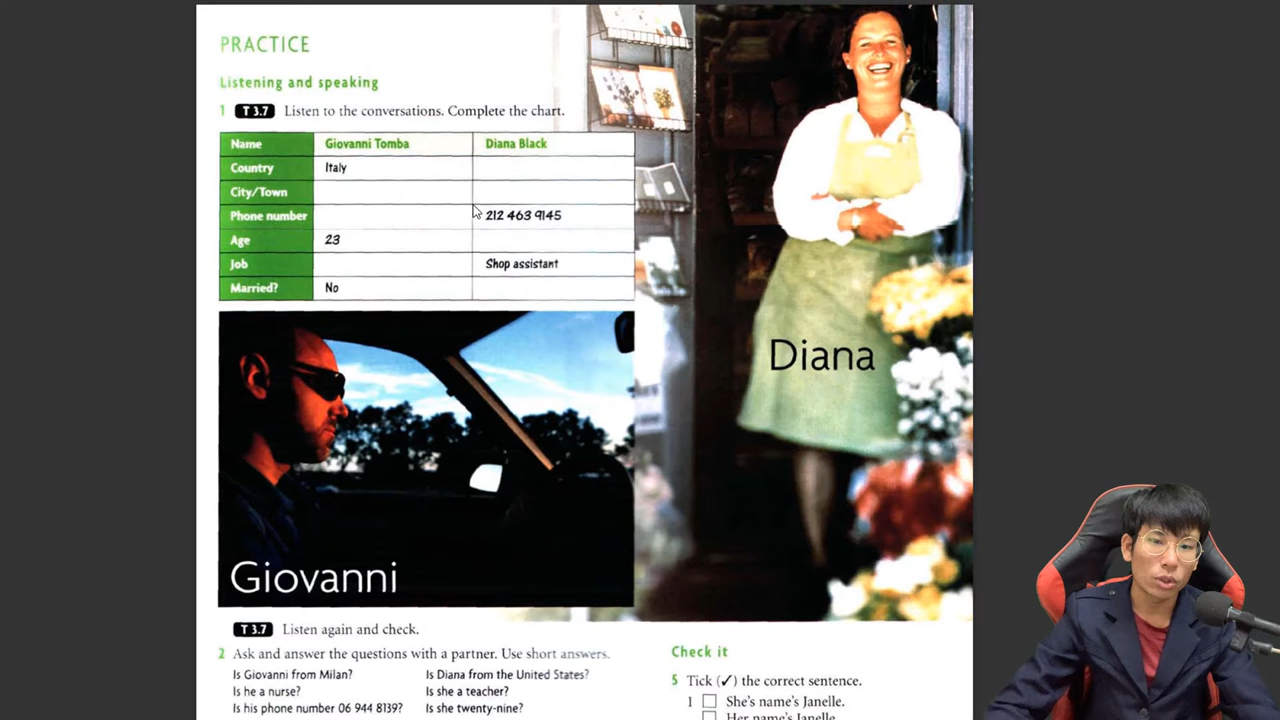 PRACTICE
Listening and speaking
1 T 3.7 Listen to the conversations. Complete the chart.
Name Giovanni Tomba Diana Black
Country Italy
City/Town
Phone number 212 463 9145
Age 23
Job Shop assistant
Married? No
Diana
Giovanni
T 3.7 Listen again and check.
2 Ask and answer the questions with a partner. Use short answers.
Is Giovanni from Milan? Is Diana from the United States?
Is he a nurse? Is she a teacher?
Is his phone number 06 944 8139? Is she twenty-nine?
Check it
5 Tick (✓) the correct sentence.
1 She's name's Janelle.
Her name's Janelle.